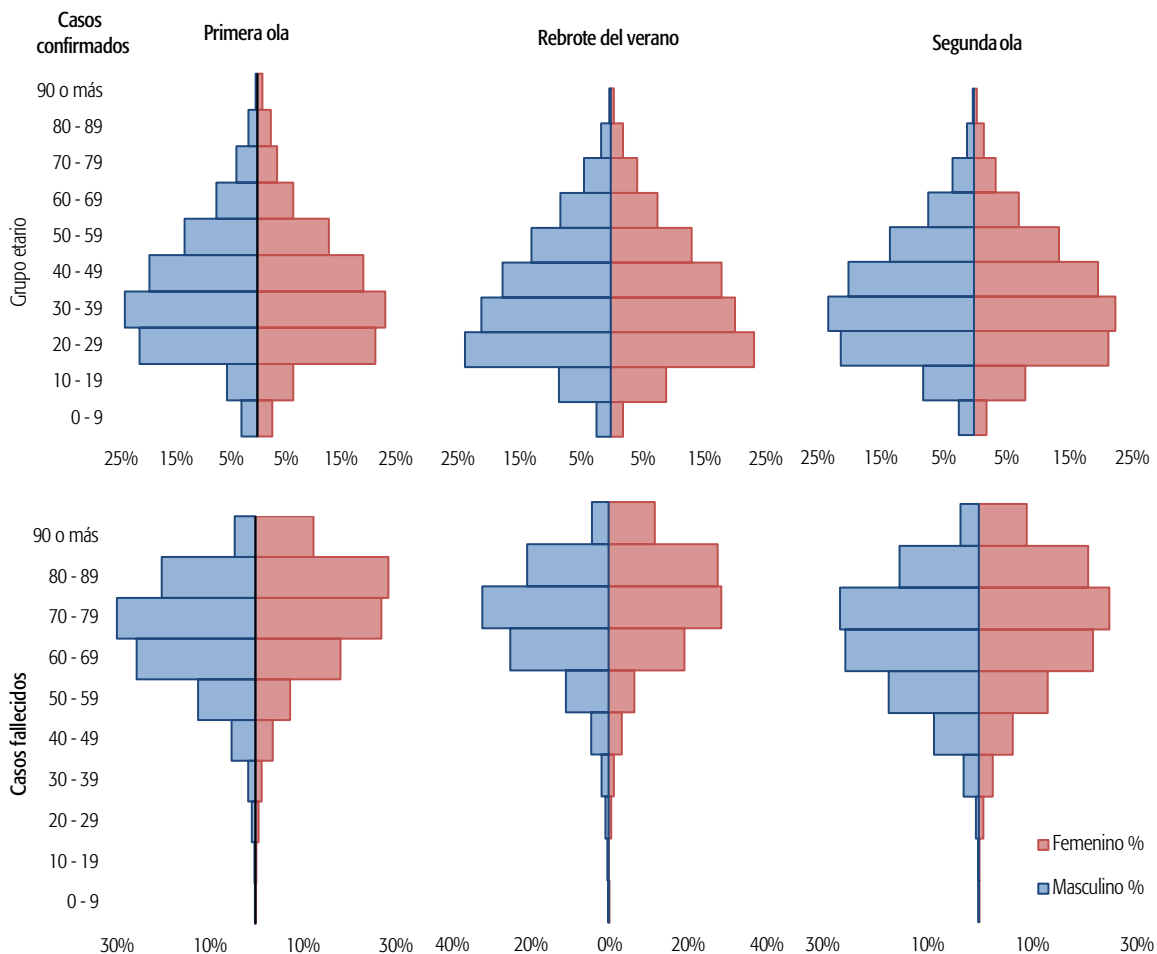 Casos
confirmados
Primera ola
Rebrote del verano
Segunda ola
Grupo etario
90 o más
80 - 89
70 - 79
60 - 69
50 - 59
40 - 49
30 - 39
20 - 29
10 - 19
0 - 9
25% 15% 5% 5% 15% 25%
25% 15% 5% 5% 15% 25%
25% 15% 5% 5% 15% 25%
Casos fallecidos
90 o más
80 - 89
70 - 79
60 - 69
50 - 59
40 - 49
30 - 39
20 - 29
10 - 19
0 - 9
Femenino %
Masculino %
30% 10% 10% 30%
40% 20% 0% 20% 40%
30% 10% 10% 30%